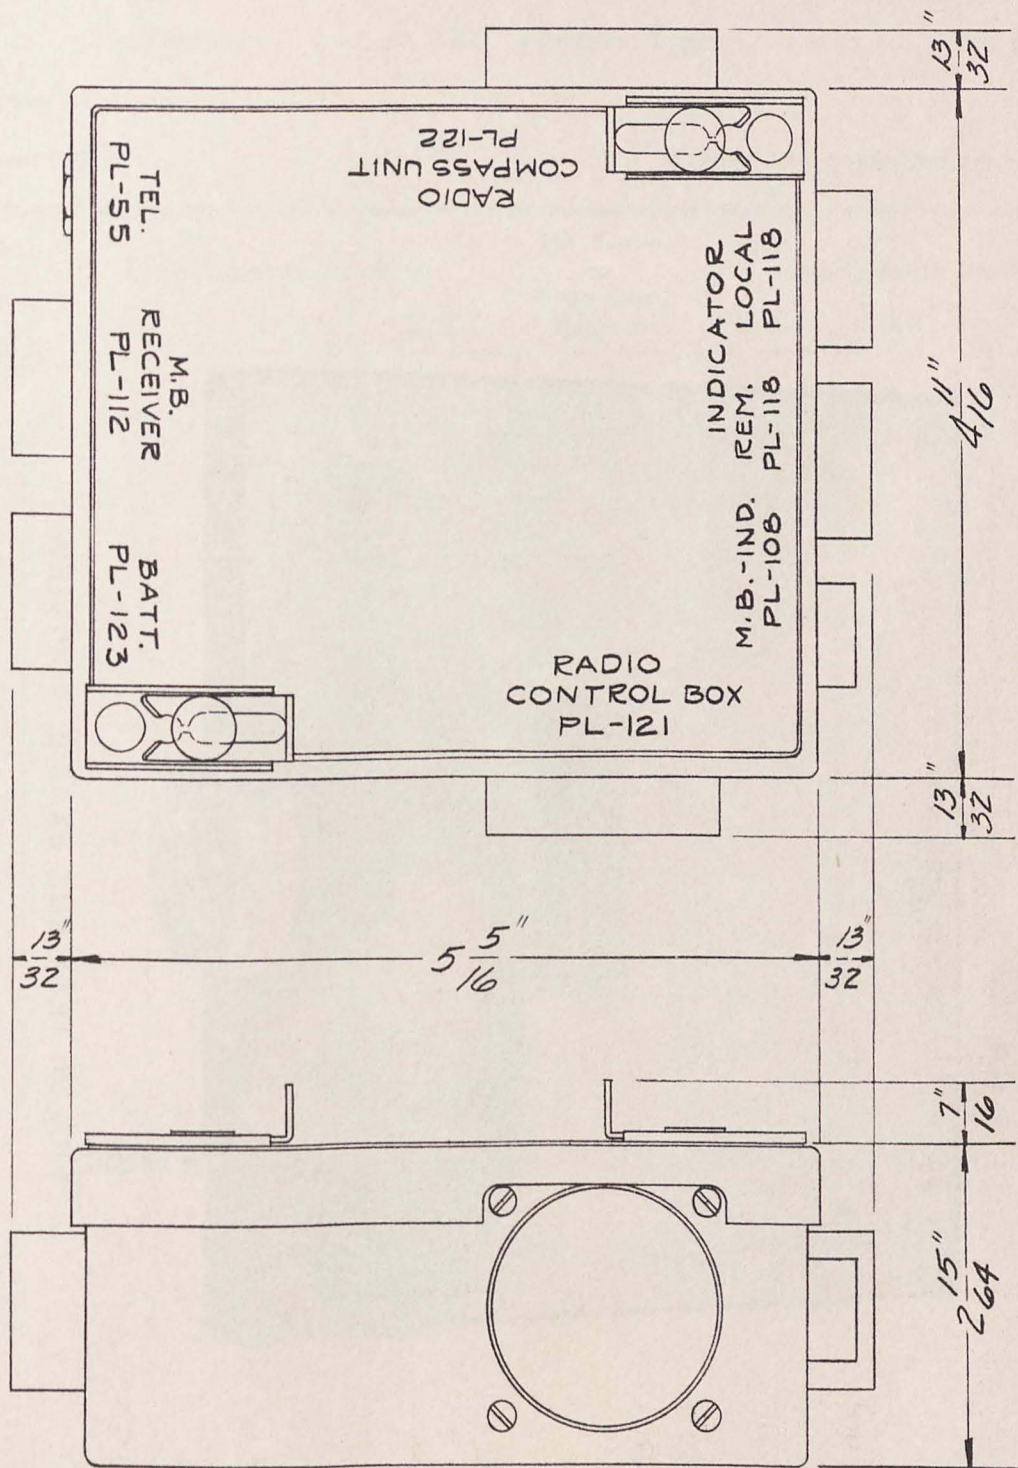 RADIO
COMPASS UNIT
PL-122
TEL.
PL-55
M.B.
RECEIVER
PL-112
BATT.
PL-123
INDICATOR
REM. LOCAL
PL-118 PL-118
M.B.-IND.
PL-108
RADIO
CONTROL BOX
PL-121
13/32"
4 11/16"
13/32"
13/32"
5 5/16"
13/32"
7/16"
2 15/64"